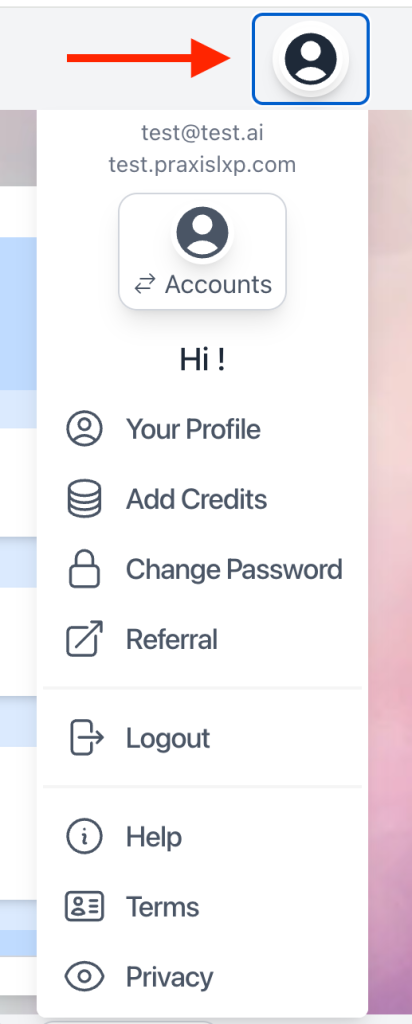 test@test.ai
test.praxislxp.com
Accounts
Hi !
Your Profile
Add Credits
Change Password
Referral
Logout
Help
Terms
Privacy